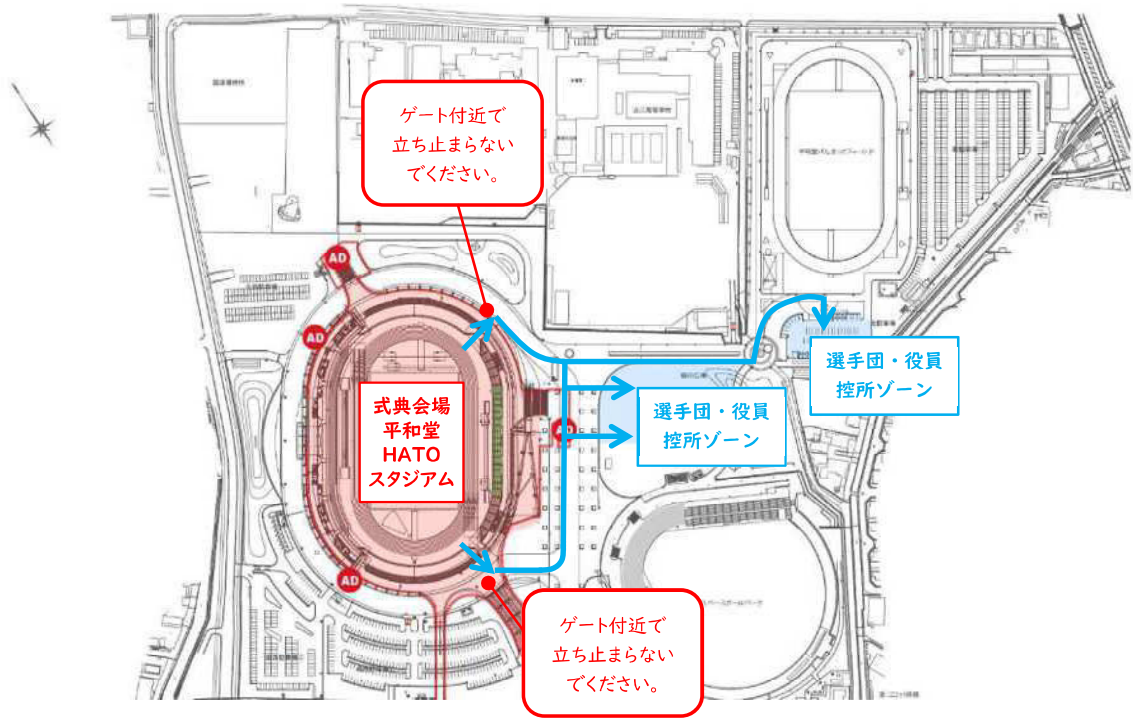 ゲート付近で
立ち止まらない
でください。
AD
AD
選手団・役員
控所ゾーン
選手団・役員
控所ゾーン
式典会場
平和堂
HATO
スタジアム
AD
AD
ゲート付近で
立ち止まらない
でください。